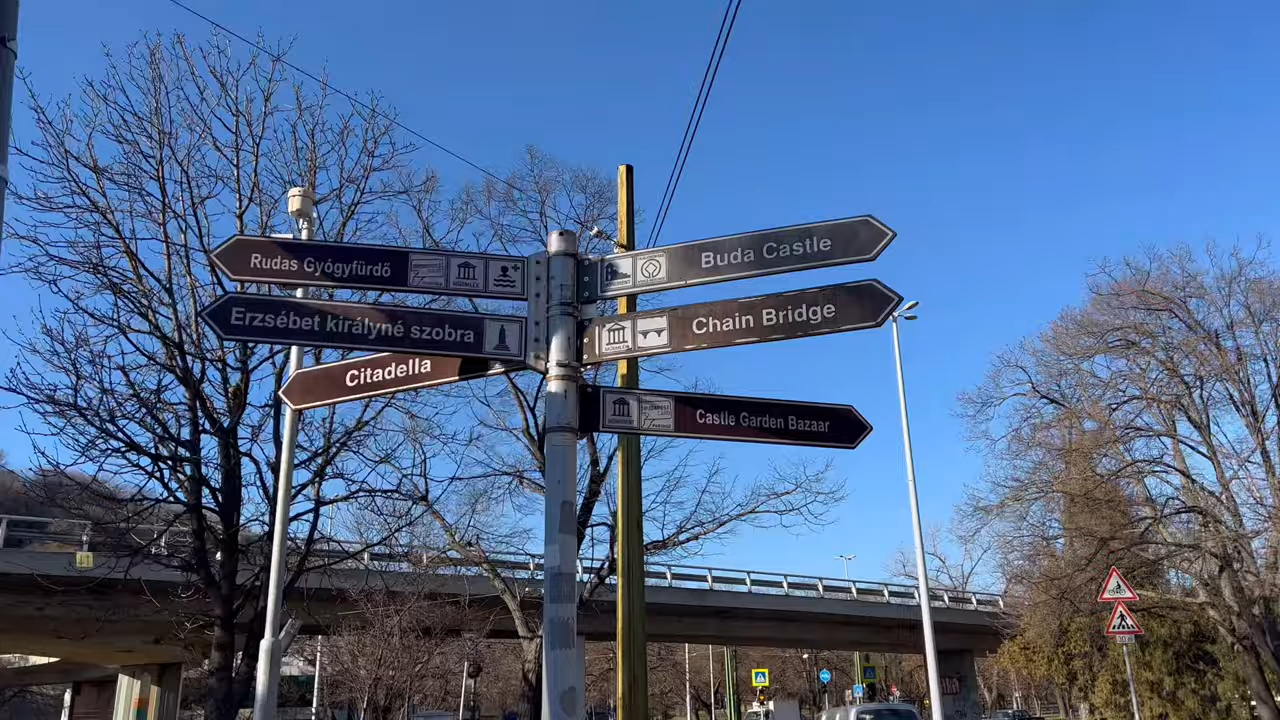 Rudas Gyógyfürdő
Erzsébet királyné szobra
Citadella
Buda Castle
Chain Bridge
Castle Garden Bazaar